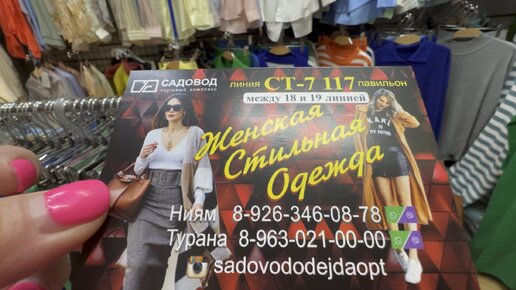 САДОВОД
ТОРГОВЫЙ КОМПЛЕКС
ЛИНИЯ СТ-7 117 ПАВИЛЬОН
между 18 и 19 линией
Женская
Стильная
Одежда
Ниям 8-926-346-08-78
Турана 8-963-021-00-00
sadovododejdaopt